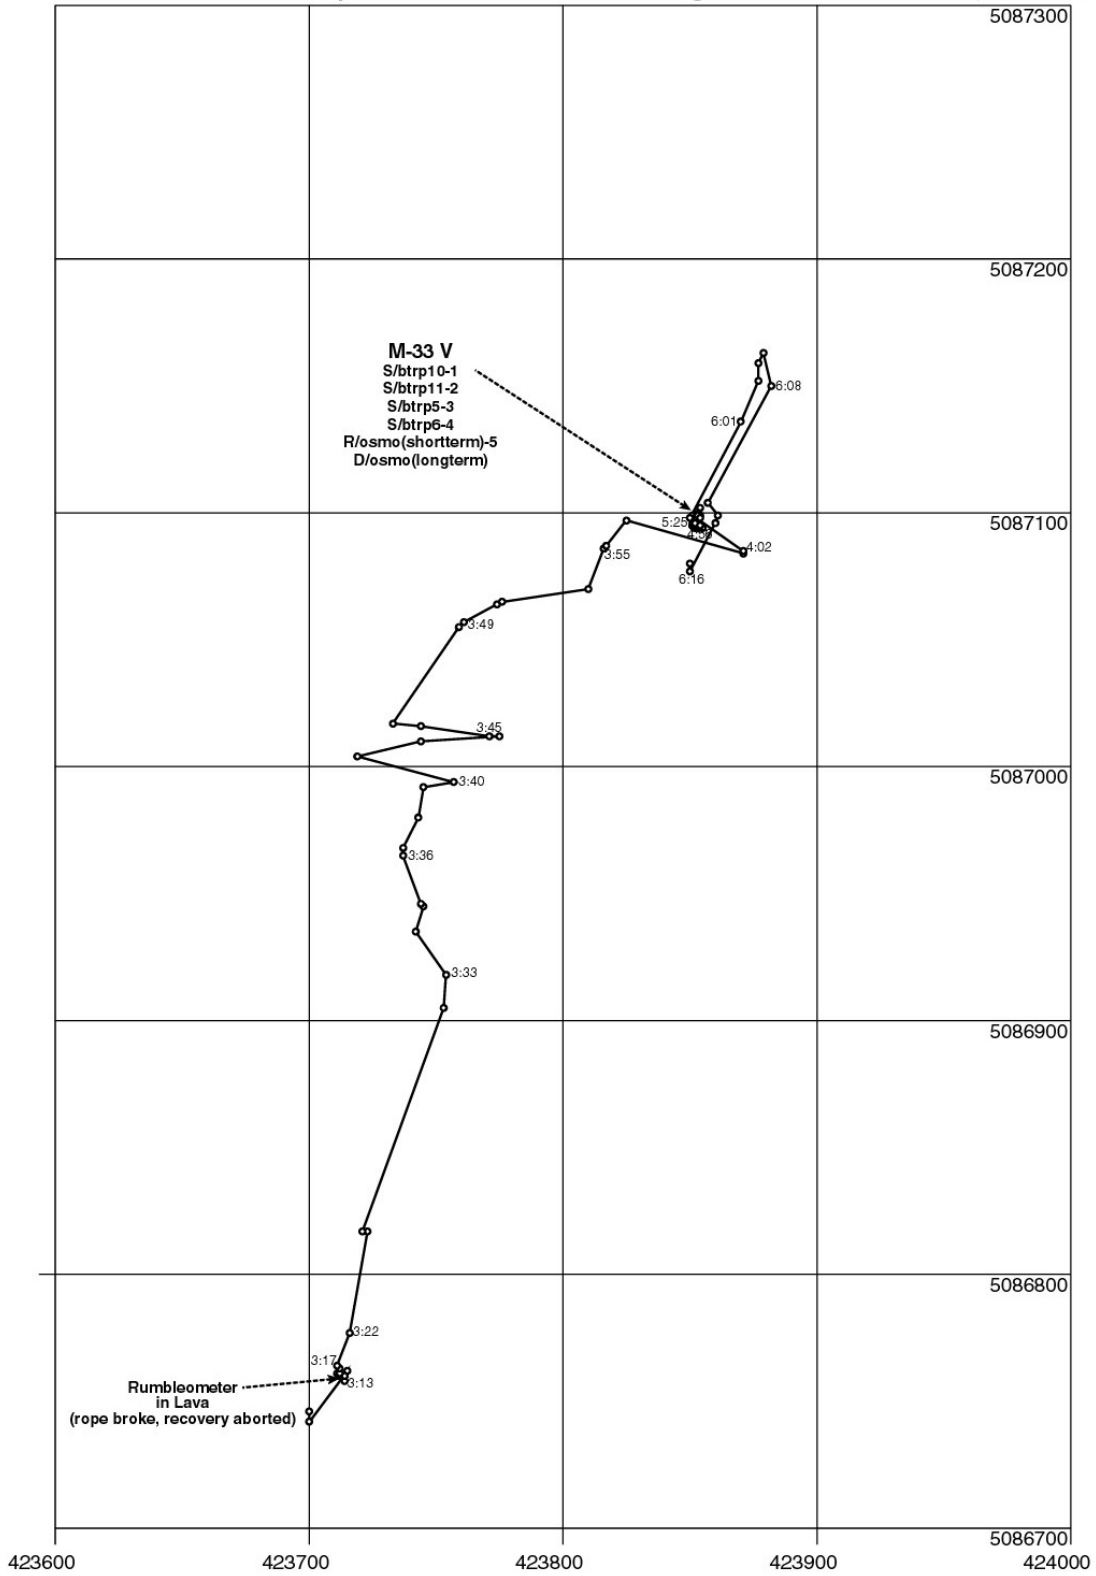 5087300
5087200
M-33 V
S/btrp10-1
S/btrp11-2
S/btrp5-3
S/btrp6-4
R/osmo(shortterm)-5
D/osmo(longterm)
6:08
6:01
5:25
5087100
4:02
3:55
6:16
3:49
3:45
5087000
3:40
3:36
3:33
5086900
5086800
3:22
3:17
3:13
Rumbleometer
in Lava
(rope broke, recovery aborted)
5086700
423600
423700
423800
423900
424000